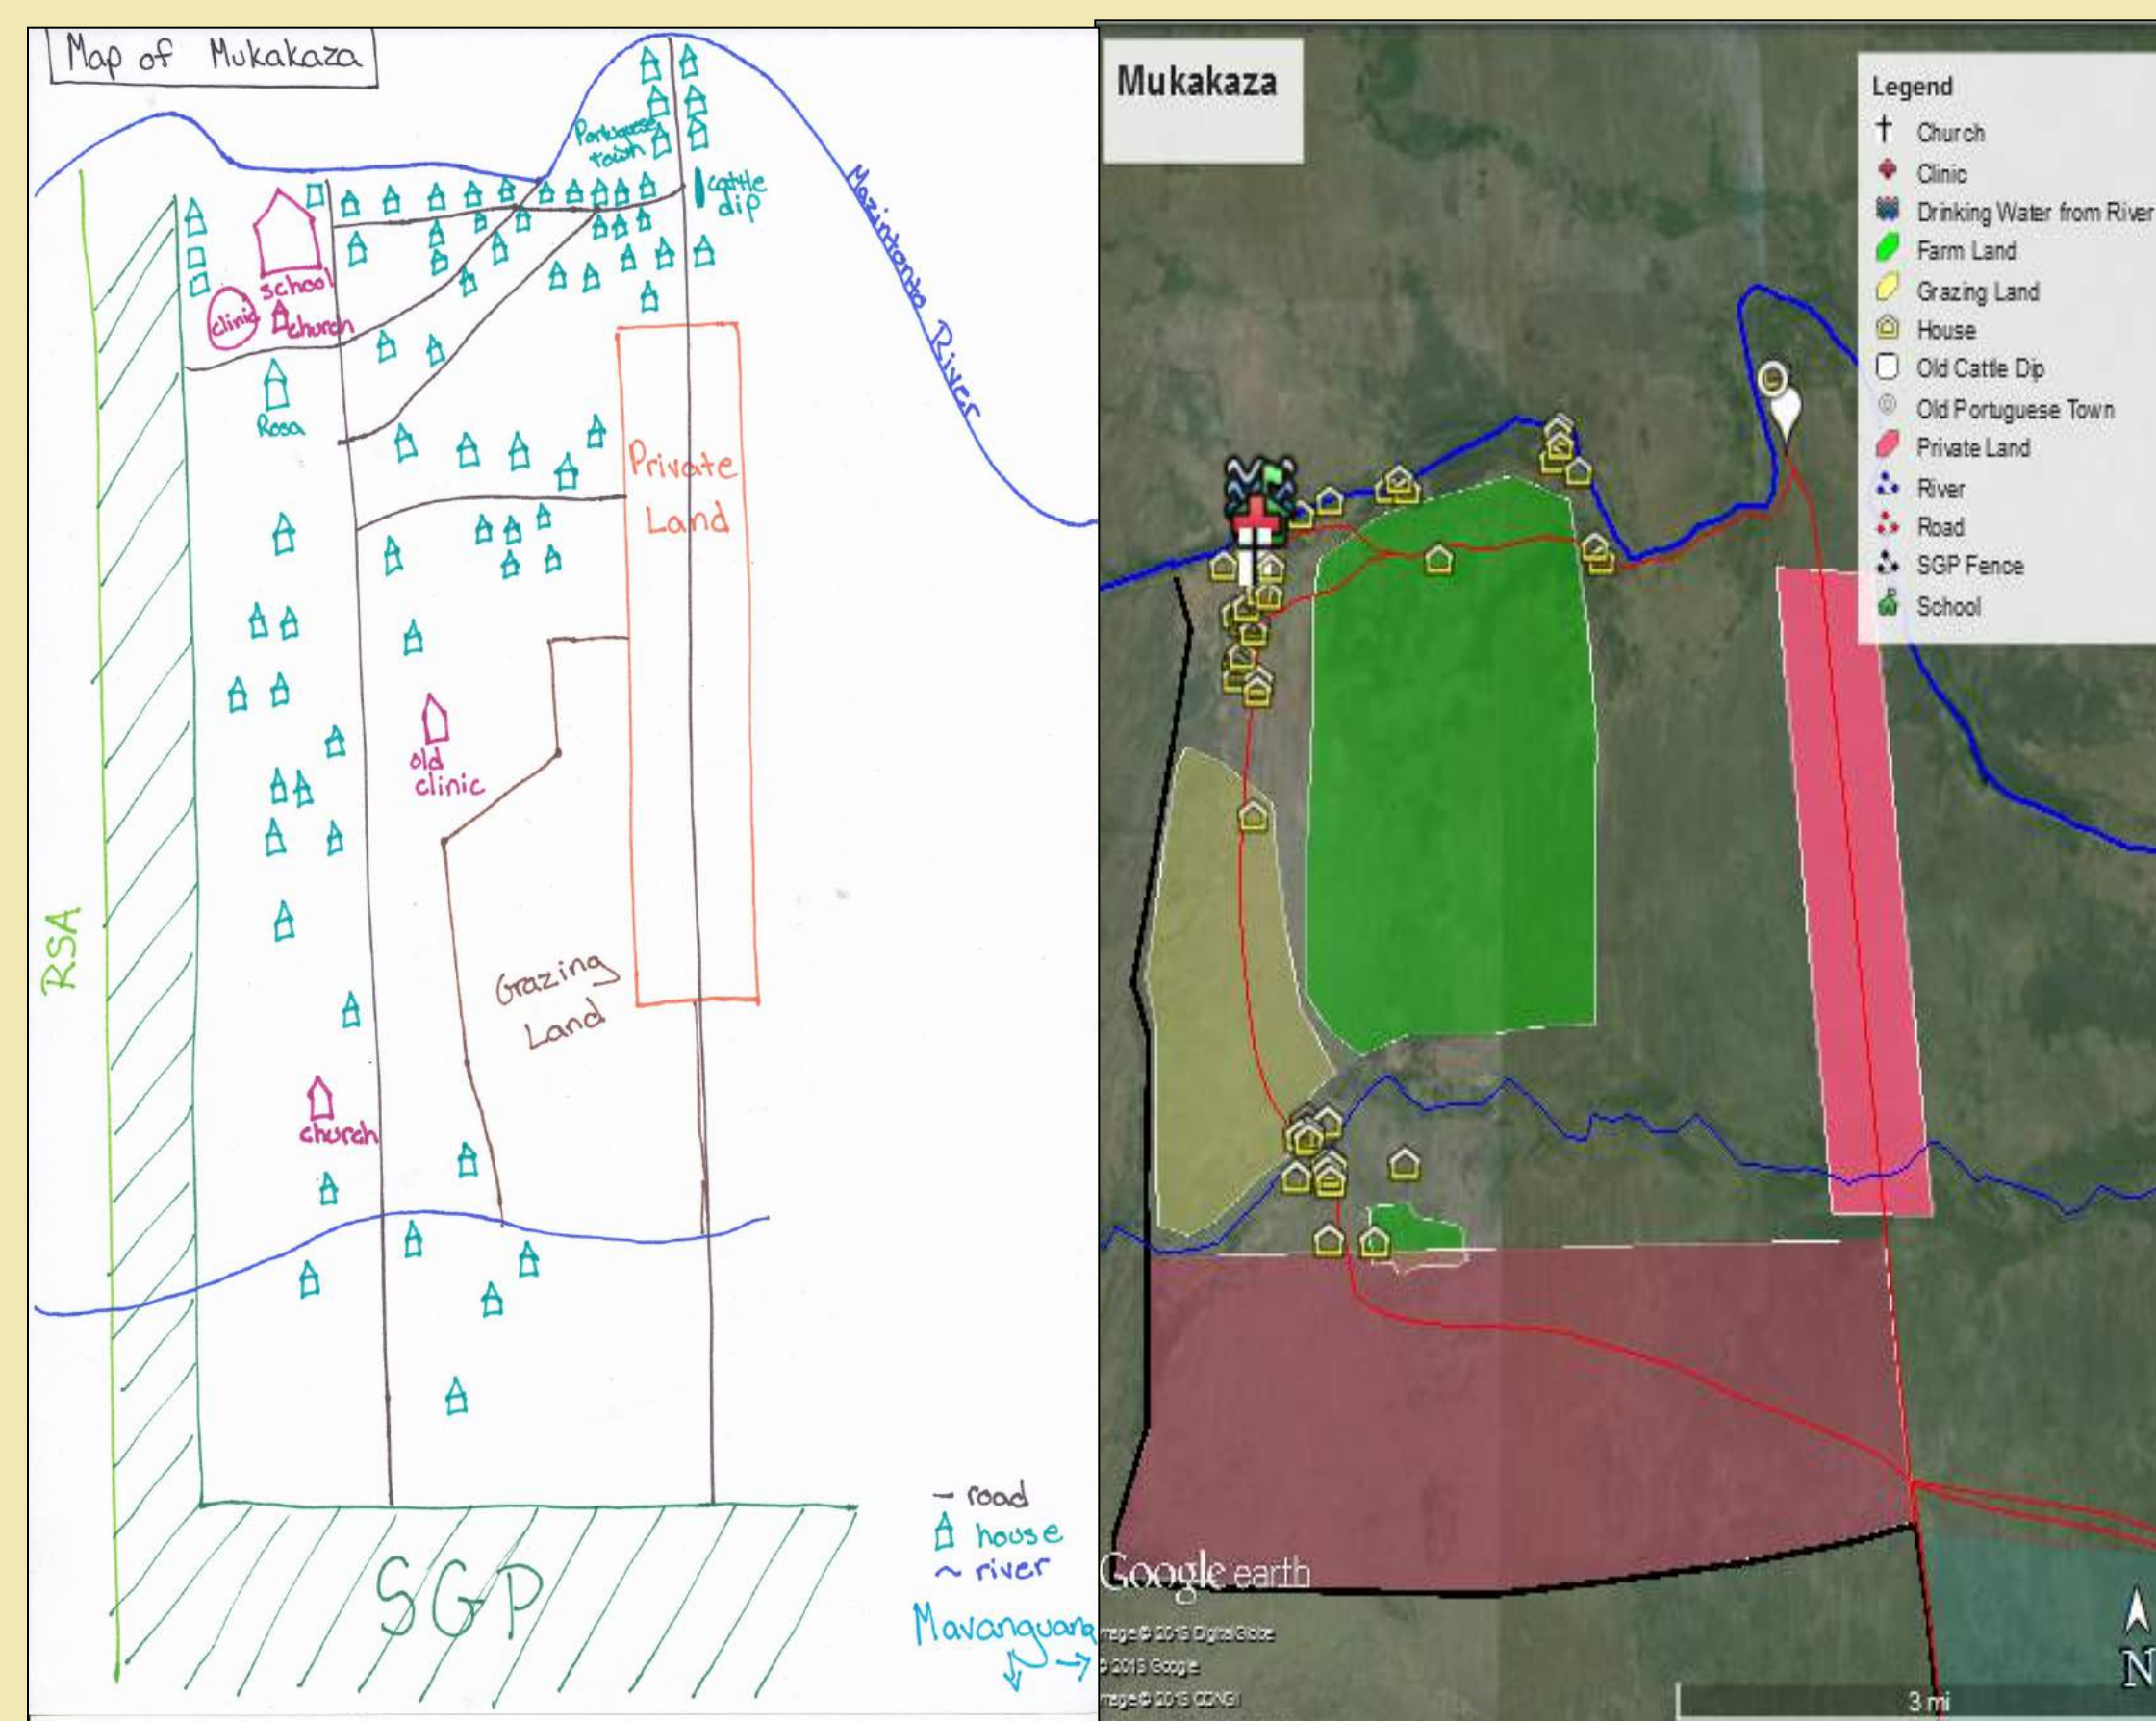 Map of Mukakaza
Portuguese
town
cattle
dip
Mazintonto River
school
clinic
church
Rosa
Private
Land
old
clinic
RSA
Grazing
Land
church
– road
house
~ river
SGP
Mukakaza
Legend
Church
Clinic
Drinking Water from River
Farm Land
Grazing Land
House
Old Cattle Dip
Old Portuguese Town
Private Land
River
Road
SGP Fence
School
Google earth
© 2013 Google
3 mi
N